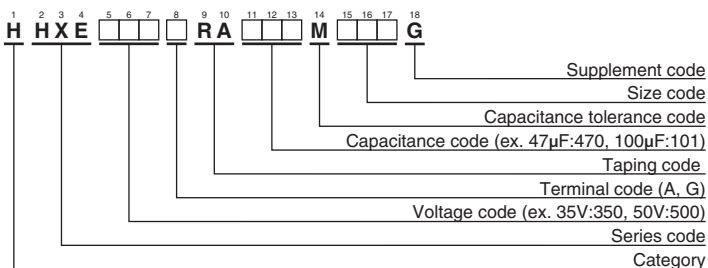 1 2 3 4 5 6 7 8 9 10 11 12 13 14 15 16 17 18
H HXE RA M G
Supplement code
Size code
Capacitance tolerance code
Capacitance code (ex. 47µF:470, 100µF:101)
Taping code
Terminal code (A, G)
Voltage code (ex. 35V:350, 50V:500)
Series code
Category